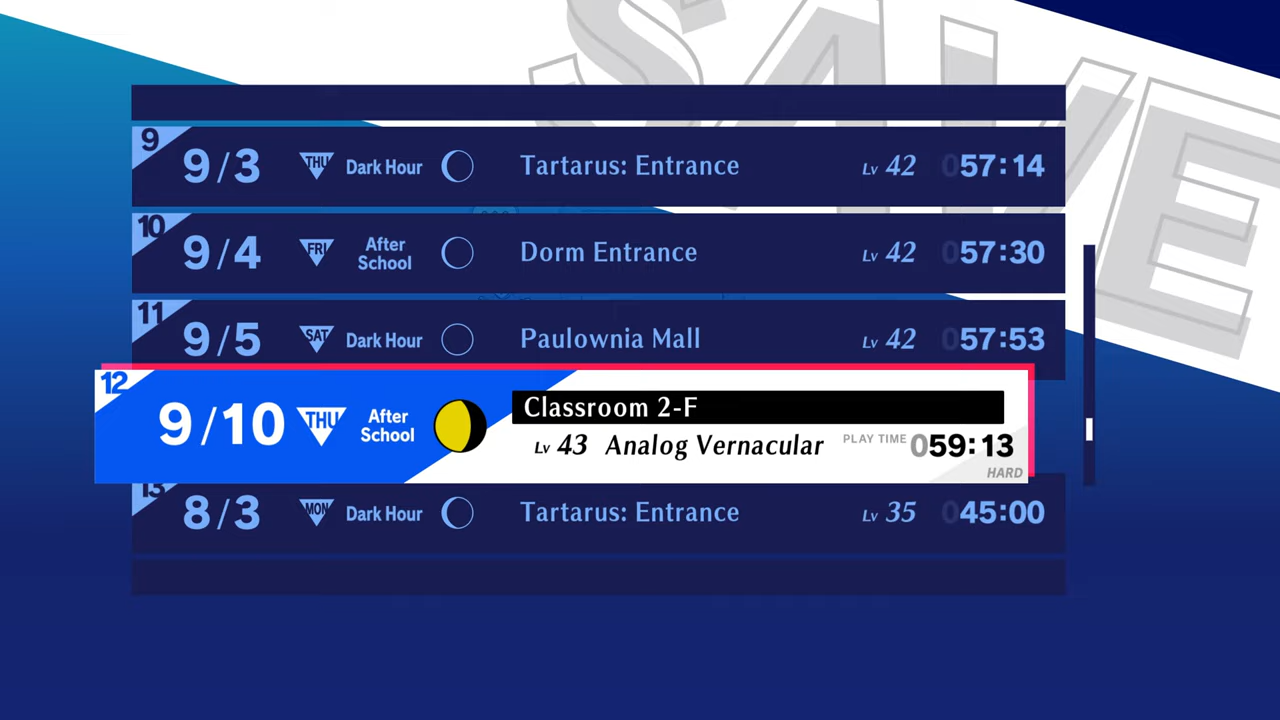 SAVE
9
9/3 THU Dark Hour Tartarus: Entrance Lv 42 057:14
10
9/4 FRI After School Dorm Entrance Lv 42 057:30
11
9/5 SAT Dark Hour Paulownia Mall Lv 42 057:53
12
9/10 THU After School Classroom 2-F
Lv 43 Analog Vernacular PLAY TIME 059:13
HARD
13
8/3 MON Dark Hour Tartarus: Entrance Lv 35 045:00